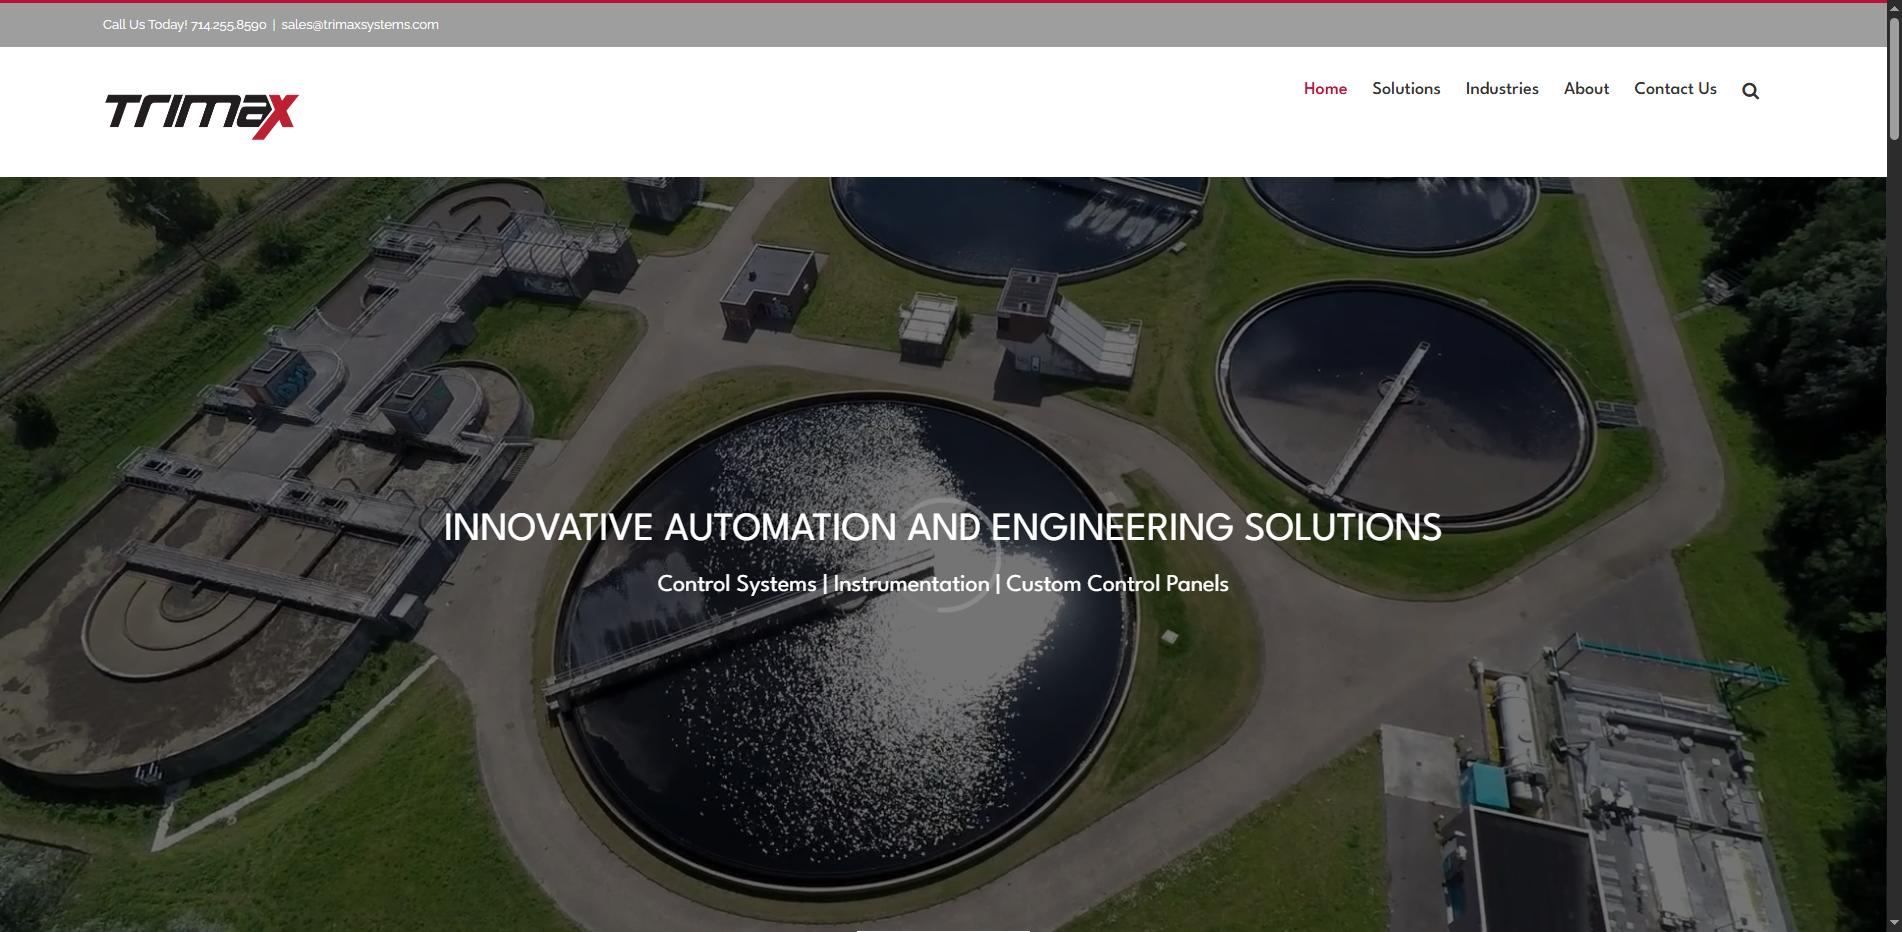 Call Us Today! 714.255.8590 | sales@trimaxsystems.com
Trimax
Home Solutions Industries About Contact Us
INNOVATIVE AUTOMATION AND ENGINEERING SOLUTIONS
Control Systems | Instrumentation | Custom Control Panels